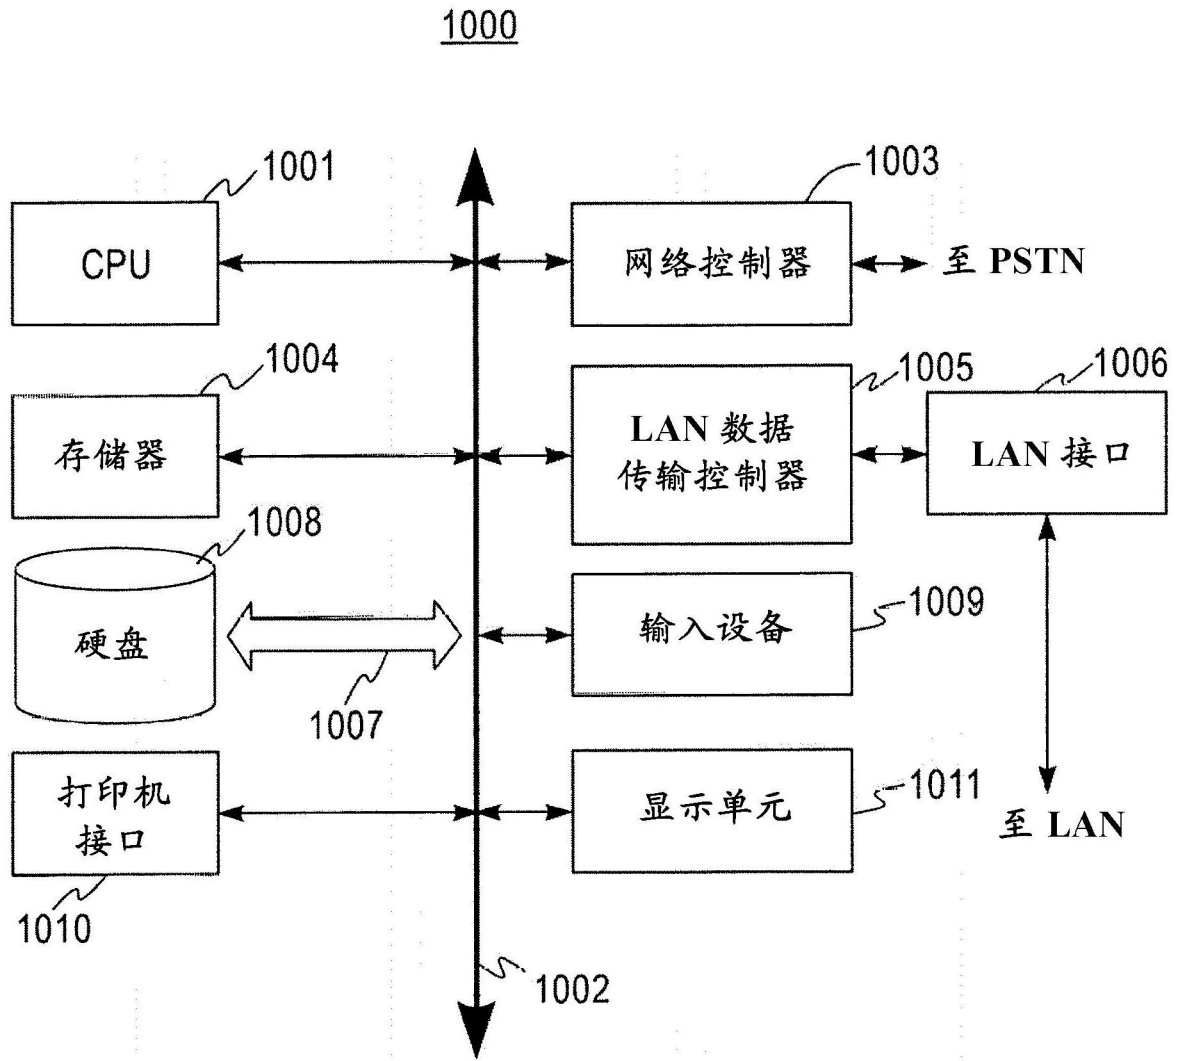 1000
1001
CPU
1003
网络控制器
至 PSTN
1004
存储器
1005
LAN 数据
传输控制器
1006
LAN 接口
1008
硬盘
1007
1009
输入设备
打印机
接口
1010
1011
显示单元
至 LAN
1002